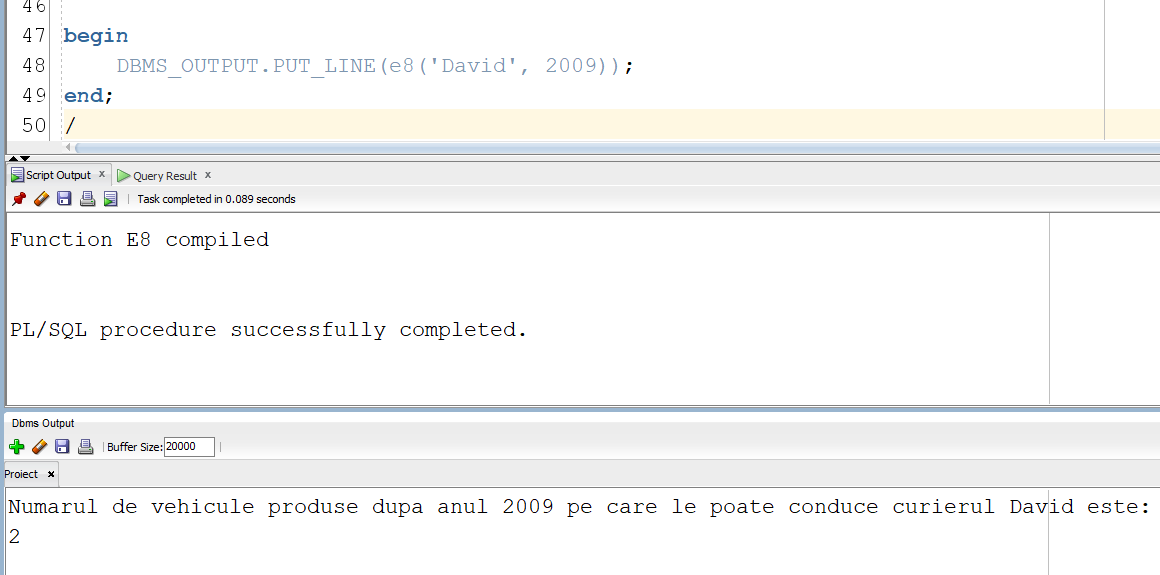 46
47 begin
48 DBMS_OUTPUT.PUT_LINE(e8('David', 2009));
49 end;
50 /
Script Output x Query Result x
Task completed in 0.089 seconds
Function E8 compiled
PL/SQL procedure successfully completed.
Dbms Output
Buffer Size: 20000
Proiect x
Numarul de vehicule produse dupa anul 2009 pe care le poate conduce curierul David este:
2